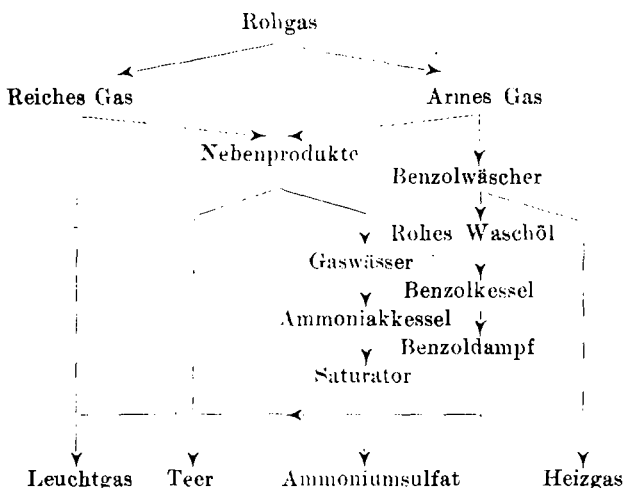 Rohgas
Reiches Gas Armes Gas
Nebenprodukte
Benzolwäscher
Rohes Waschöl
Gaswässer
Benzolkessel
Ammoniakkessel
Benzoldampf
Saturator
Leuchtgas Teer Ammoniumsulfat Heizgas